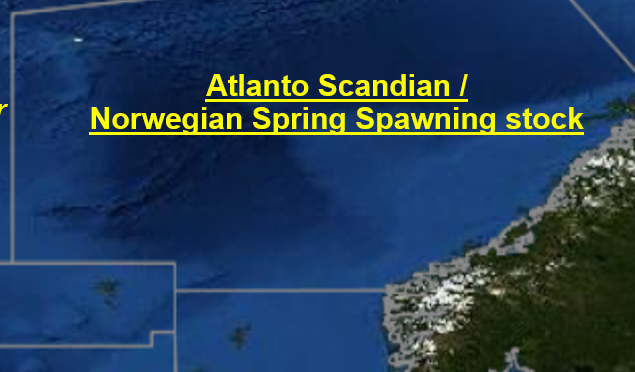 Atlanto Scandian /
Norwegian Spring Spawning stock
r